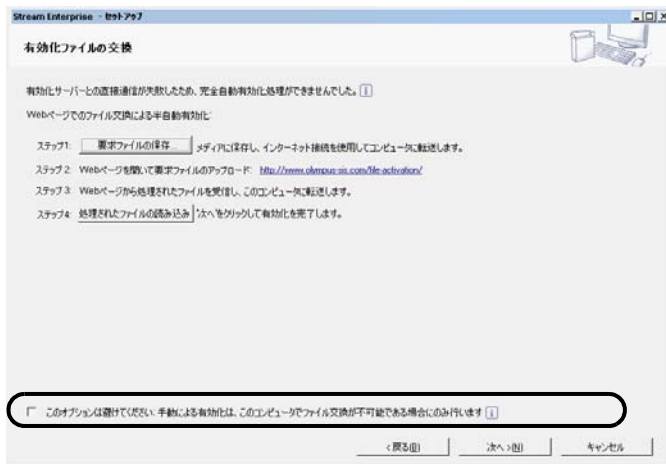 Stream Enterprise - セットアップ
有効化ファイルの交換
有効化サーバーとの直接通信が失敗したため、完全自動有効化処理ができませんでした。
Webページでのファイル交換による半自動有効化:
ステップ1: 要求ファイルの保存... メディアに保存し、インターネット接続を使用してコンピュータに転送します。
ステップ2: Webページを開いて要求ファイルのアップロード: http://www.olympus-sis.com/file-activation/
ステップ3: Webページから処理されたファイルを受信し、このコンピュータに転送します。
ステップ4: 処理されたファイルの読み込み '次へ'をクリックして有効化を完了します。
このオプションは避けてください: 手動による有効化は、このコンピュータでファイル交換が不可能である場合にのみ行います
< 戻る(B)
次へ >(N)
キャンセル